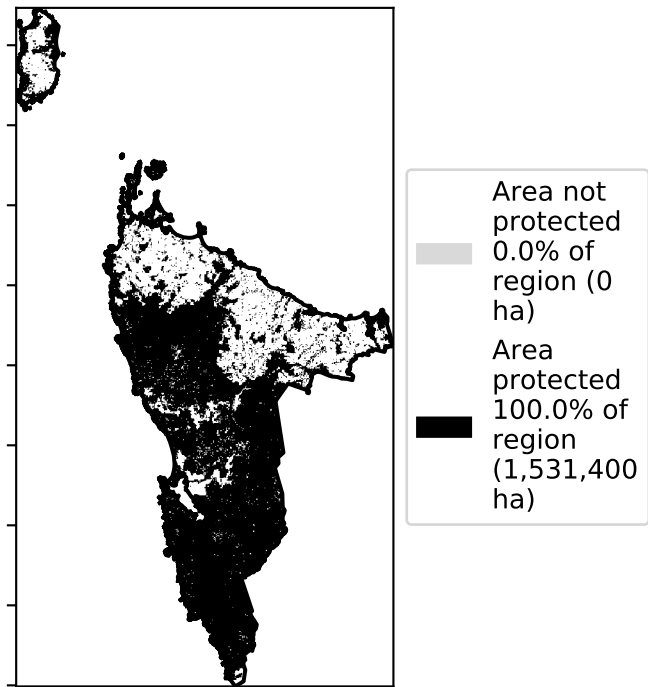 Area not
protected
0.0% of
region (0
ha)
Area
protected
100.0% of
region
(1,531,400
ha)